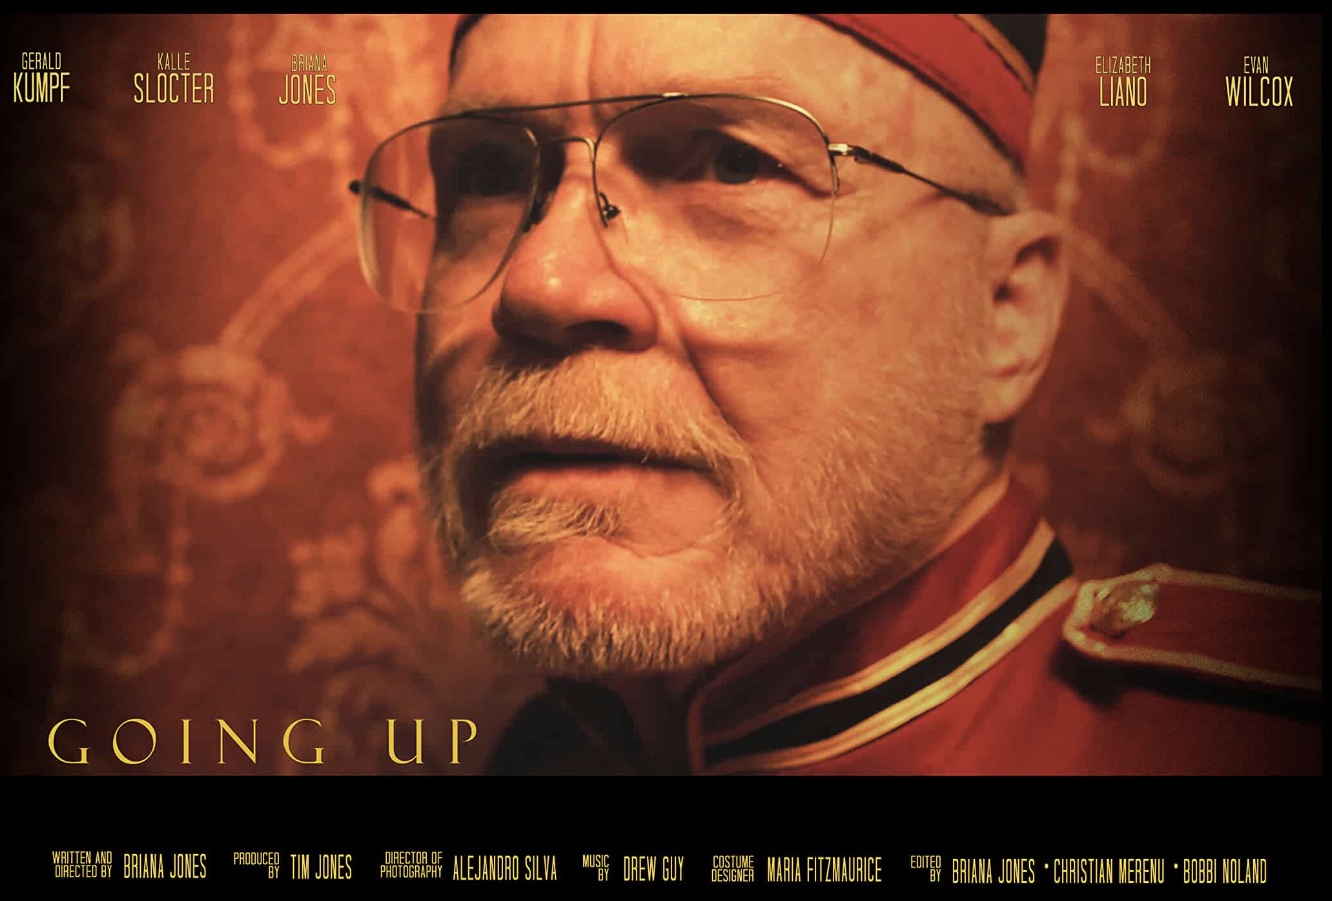 GERALD
KUMPF
KALLE
SLOCTER
BRIANA
JONES
ELIZABETH
LIANO
EVAN
WILCOX
GOING UP
WRITTEN AND
DIRECTED BY
BRIANA JONES
PRODUCED
BY
TIM JONES
DIRECTOR OF
PHOTOGRAPHY
ALEJANDRO SILVA
MUSIC
BY
DREW GUY
COSTUME
DESIGNER
MARIA FITZMAURICE
EDITED
BY
BRIANA JONES • CHRISTIAN MERENU • BOBBI NOLAND